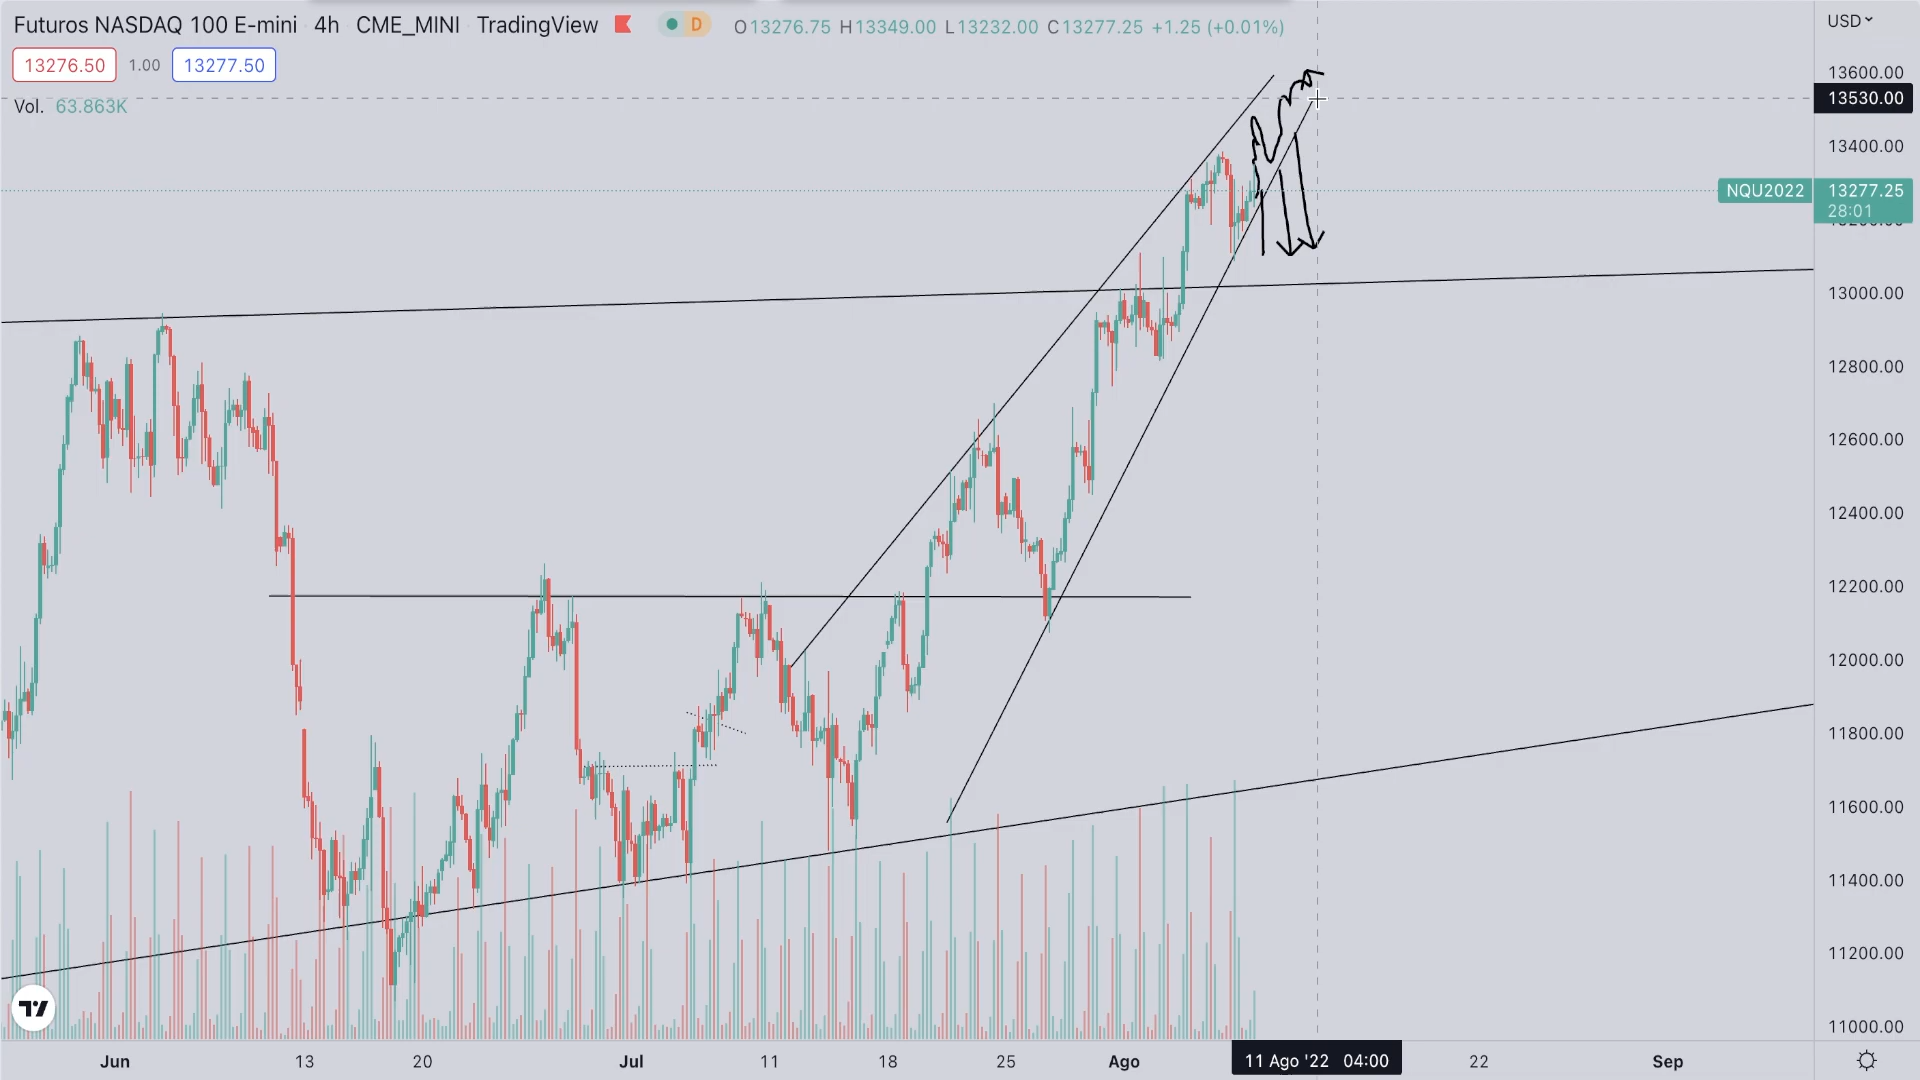 Futuros NASDAQ 100 E-mini · 4h · CME_MINI · TradingView D O13276.75 H13349.00 L13232.00 C13277.25 +1.25 (+0.01%)
USD
13276.50 1.00 13277.50
Vol. 63.863K
13600.00
13530.00
13400.00
NQU2022 13277.25
28:01
13000.00
12800.00
12600.00
12400.00
12200.00
12000.00
11800.00
11600.00
11400.00
11200.00
11000.00
Jun 13 20 Jul 11 18 25 Ago 11 Ago '22 04:00 22 Sep